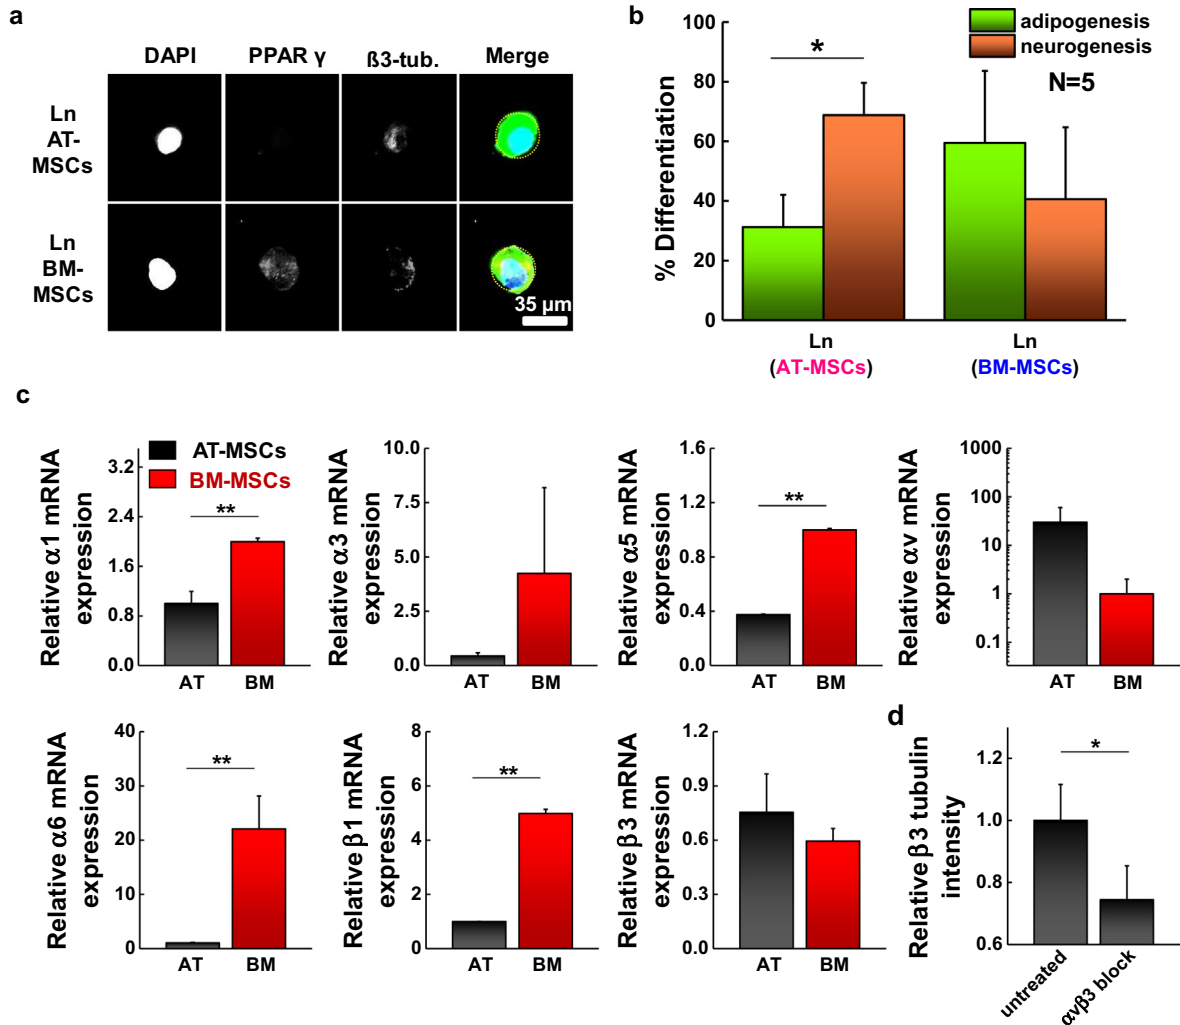 a
DAPI PPAR γ ß3-tub. Merge
Ln
AT-
MSCs
Ln
BM-
MSCs
35 µm
b
adipogenesis
neurogenesis
N=5
*
% Differentiation
100
80
60
40
20
0
Ln Ln
(AT-MSCs) (BM-MSCs)
c
AT-MSCs
BM-MSCs
Relative α1 mRNA
expression
3.2
2.4
1.6
0.8
0.0
**
AT BM
Relative α3 mRNA
expression
10.0
7.5
5.0
2.5
0.0
AT BM
Relative α5 mRNA
expression
1.6
1.2
0.8
0.4
0.0
**
AT BM
Relative αv mRNA
expression
1000
100
10
1
0.1
AT BM
Relative α6 mRNA
expression
40
30
20
10
0
**
AT BM
Relative β1 mRNA
expression
8
6
4
2
0
**
AT BM
Relative β3 mRNA
expression
1.2
0.9
0.6
0.3
0.0
AT BM
d
Relative β3 tubulin
intensity
1.2
1.0
0.8
0.6
*
untreated
αvβ3 block